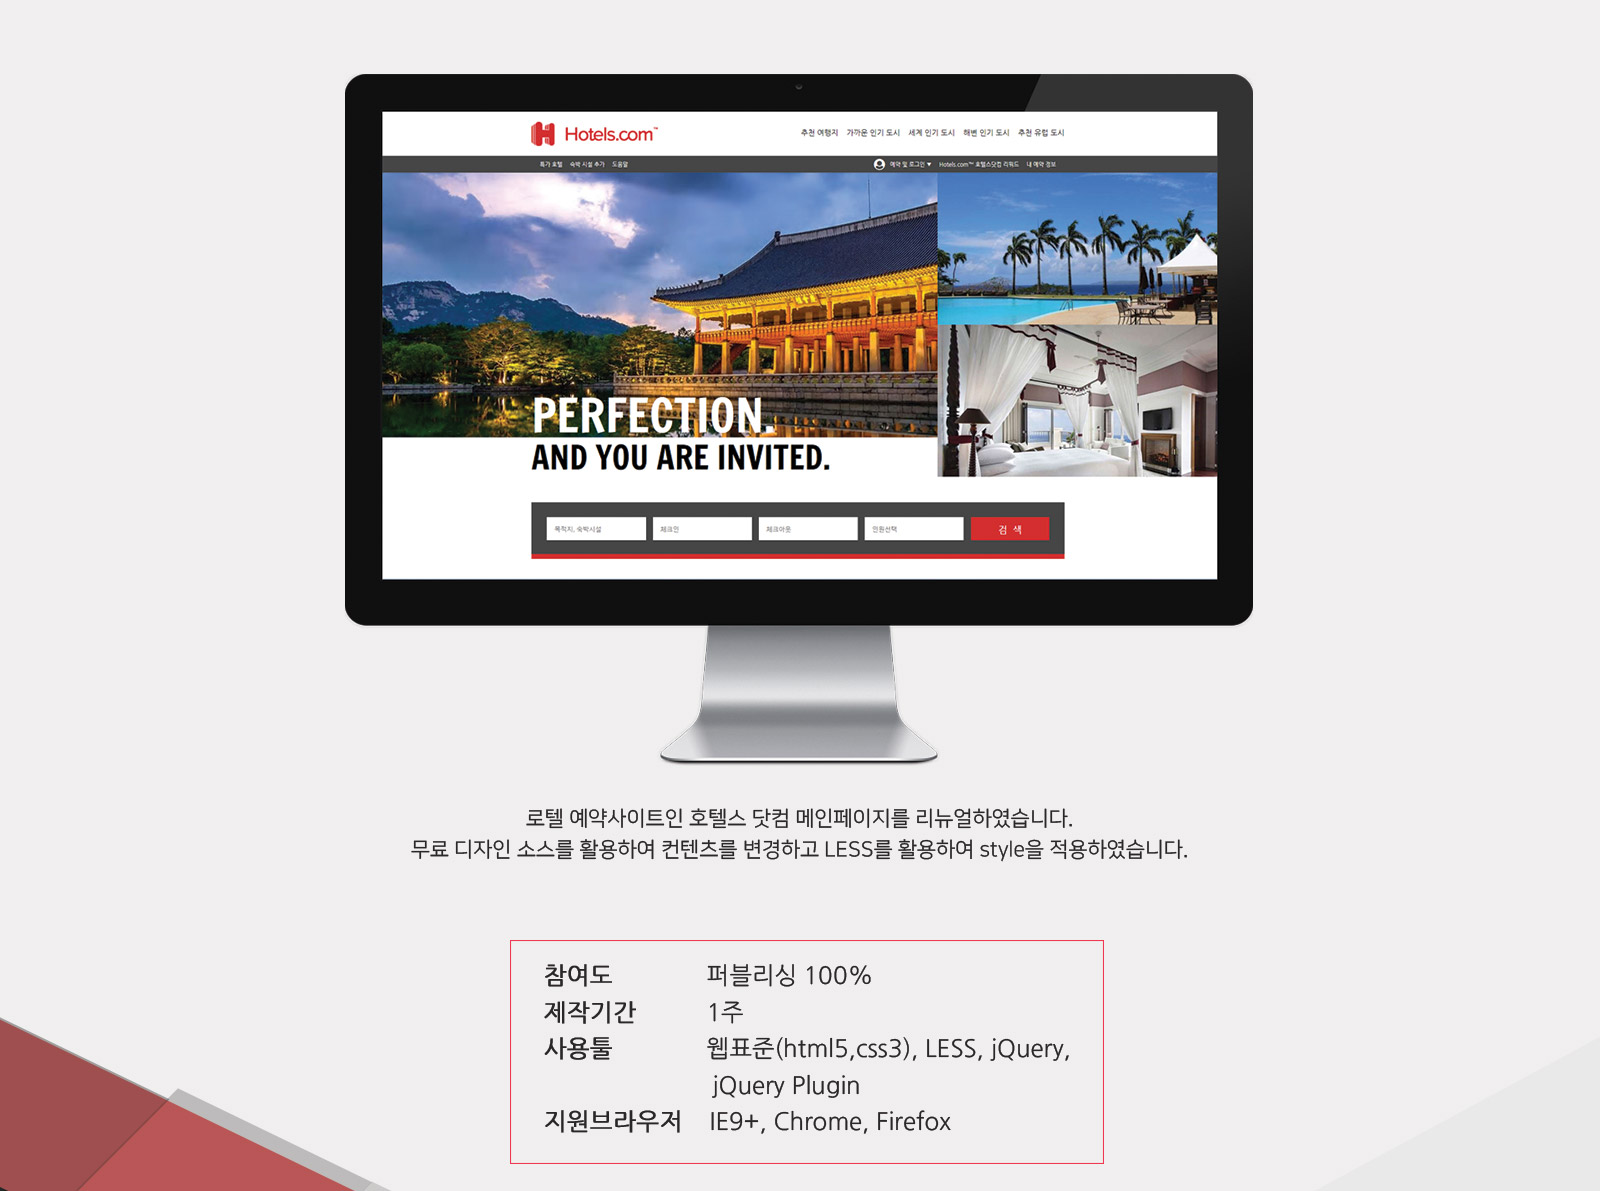 Hotels.com™
추천 여행지 가까운 인기 도시 세계 인기 도시 해변 인기 도시 추천 유럽 도시
특가 호텔 숙박 시설 추가 도움말
예약 및 로그인 ▼ Hotels.com™ 호텔스닷컴 리워드 내 예약 정보
PERFECTION.
AND YOU ARE INVITED.
목적지, 숙박시설 체크인 체크아웃 인원선택 검 색
로텔 예약사이트인 호텔스 닷컴 메인페이지를 리뉴얼하였습니다.
무료 디자인 소스를 활용하여 컨텐츠를 변경하고 LESS를 활용하여 style을 적용하였습니다.
참여도 퍼블리싱 100%
제작기간 1주
사용툴 웹표준(html5,css3), LESS, jQuery,
jQuery Plugin
지원브라우저 IE9+, Chrome, Firefox